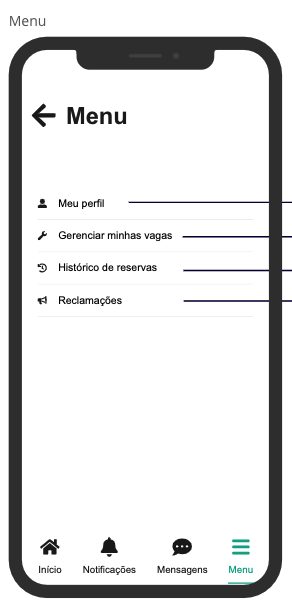 Menu
Menu
Meu perfil
Gerenciar minhas vagas
Histórico de reservas
Reclamações
Início Notificações Mensagens Menu